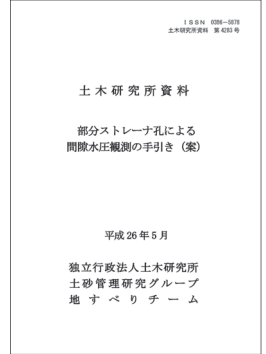 ISSN 0386-5878
土木研究所資料 第4283号
土木研究所資料
部分ストレーナ孔による
間隙水圧観測の手引き（案）
平成26年5月
独立行政法人土木研究所
土砂管理研究グループ
地すべりチーム